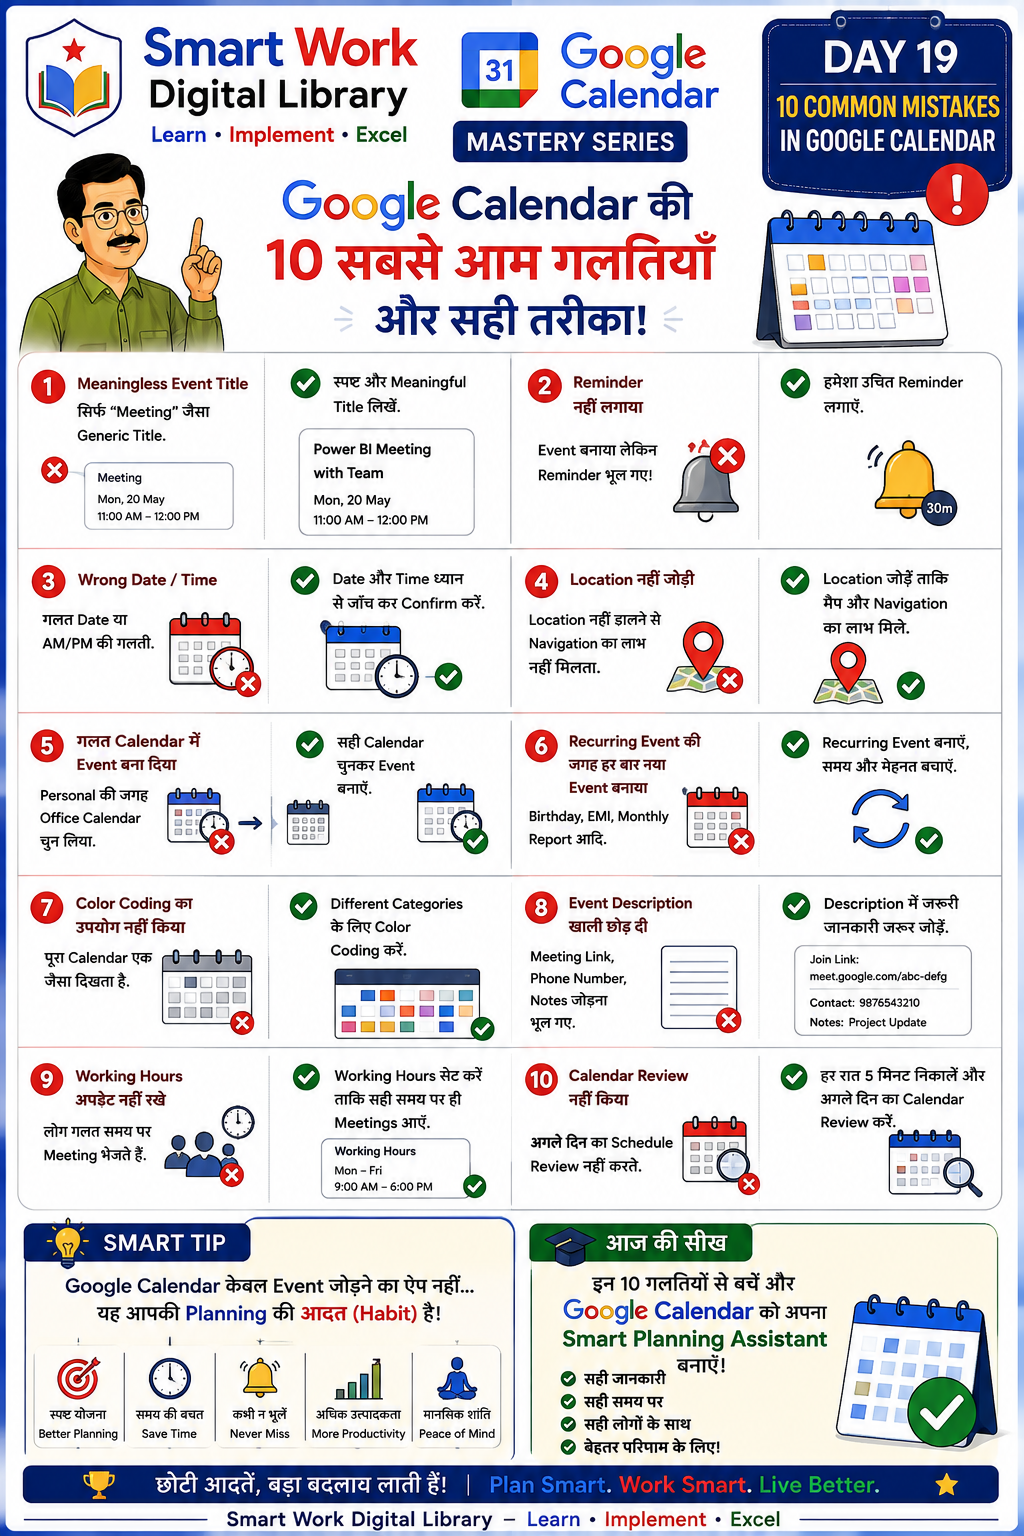 Smart Work
Digital Library
Learn • Implement • Excel
31
Google
Calendar
MASTERY SERIES
DAY 19
10 COMMON MISTAKES
IN GOOGLE CALENDAR
!
Google Calendar की
10 सबसे आम गलतियाँ
और सही तरीका!
1 Meaningless Event Title
सिर्फ “Meeting” जैसा
Generic Title.
Meeting
Mon, 20 May
11:00 AM – 12:00 PM
स्पष्ट और Meaningful
Title लिखें.
Power BI Meeting
with Team
Mon, 20 May
11:00 AM – 12:00 PM
2 Reminder
नहीं लगाया
Event बनाया लेकिन
Reminder भूल गए!
हमेशा उचित Reminder
लगाएँ.
30m
3 Wrong Date / Time
गलत Date या
AM/PM की गलती.
Date और Time ध्यान
से जाँच कर Confirm करें.
4 Location नहीं जोड़ी
Location नहीं डालने से
Navigation का लाभ
नहीं मिलता.
Location जोड़ें ताकि
मैप और Navigation
का लाभ मिले.
5 गलत Calendar में
Event बना दिया
Personal की जगह
Office Calendar
चुन लिया.
सही Calendar
चुनकर Event
बनाएँ.
6 Recurring Event की
जगह हर बार नया
Event बनाया
Birthday, EMI, Monthly
Report आदि.
Recurring Event बनाएँ,
समय और मेहनत बचाएँ.
7 Color Coding का
उपयोग नहीं किया
पूरा Calendar एक
जैसा दिखता है.
Different Categories
के लिए Color
Coding करें.
8 Event Description
खाली छोड़ दी
Meeting Link,
Phone Number,
Notes जोड़ना
भूल गए.
Description में जरूरी
जानकारी जरूर जोड़ें.
Join Link:
meet.google.com/abc-defg
Contact: 9876543210
Notes: Project Update
9 Working Hours
अपडेट नहीं रखे
लोग गलत समय पर
Meeting भेजते हैं.
Working Hours सेट करें
ताकि सही समय पर ही
Meetings आएँ.
Working Hours
Mon – Fri
9:00 AM – 6:00 PM
10 Calendar Review
नहीं किया
अगले दिन का Schedule
Review नहीं करते.
हर रात 5 मिनट निकालें और
अगले दिन का Calendar
Review करें.
SMART TIP
Google Calendar केबल Event जोड़ने का ऐप नहीं...
यह आपकी Planning की आदत (Habit) है!
स्पष्ट योजना
Better Planning
समय की बचत
Save Time
कभी न भूलें
Never Miss
अधिक उत्पादकता
More Productivity
मानसिक शांति
Peace of Mind
आज की सीख
इन 10 गलतियों से बचें और
Google Calendar को अपना
Smart Planning Assistant
बनाएँ!
सही जानकारी
सही समय पर
सही लोगों के साथ
बेहतर परिणाम के लिए!
छोटी आदतें, बड़ा बदलाय लाती हैं! | Plan Smart. Work Smart. Live Better.
Smart Work Digital Library – Learn • Implement • Excel